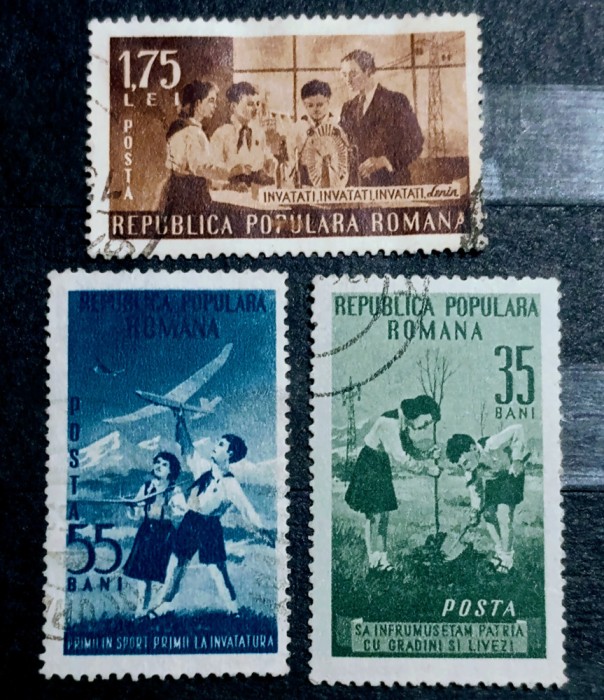 1,75
LEI
POSTA
INVATATI, INVATATI, INVATATI, Lenin
REPUBLICA POPULARA ROMANA
REPUBLICA POPULARA
ROMANA
POSTA
55
BANI
PRIMII IN SPORT PRIMII LA INVATATURA
REPUBLICA POPULARA
ROMANA
35
BANI
POSTA
SA INFRUMUSETAM PATRIA
CU GRADINI SI LIVEZI